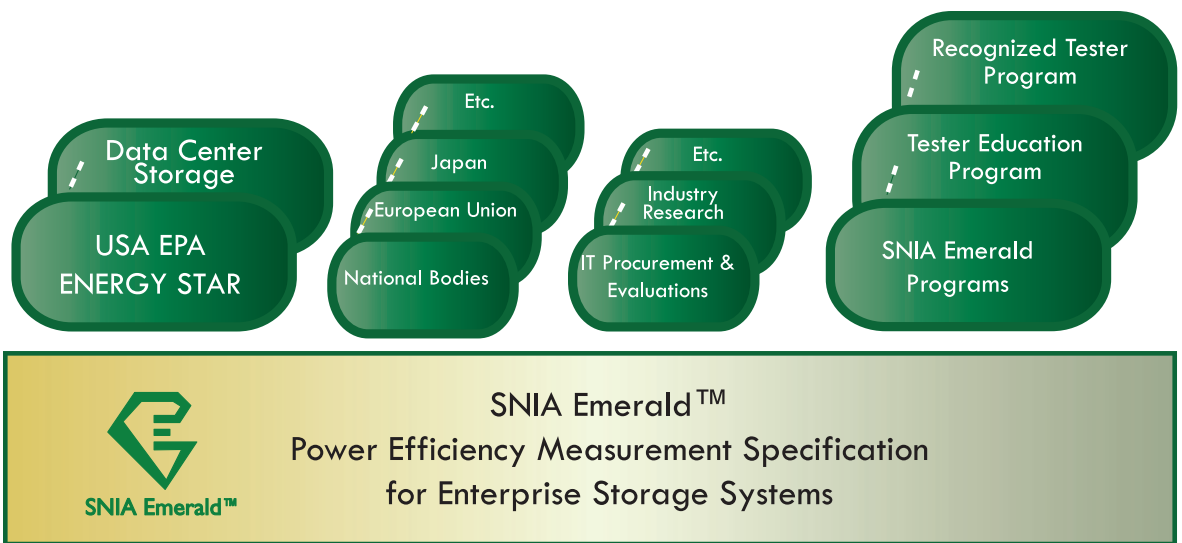 Data Center
Storage
USA EPA
ENERGY STAR
Etc.
Japan
European Union
National Bodies
Etc.
Industry
Research
IT Procurement &
Evaluations
Recognized Tester
Program
Tester Education
Program
SNIA Emerald
Programs
SNIA Emerald™
SNIA Emerald™
Power Efficiency Measurement Specification
for Enterprise Storage Systems